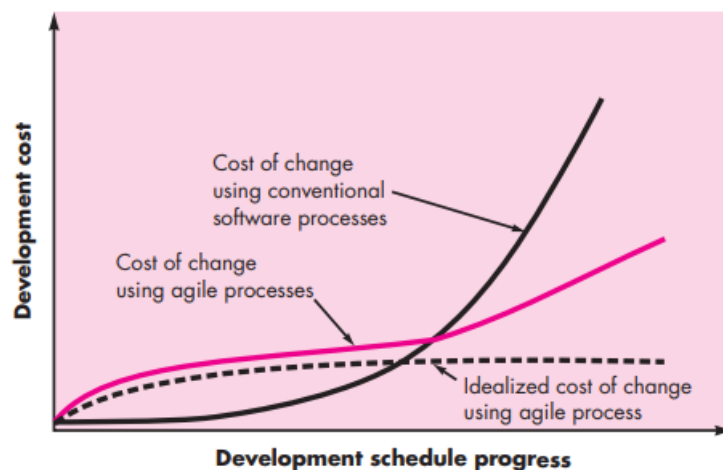 Development cost
Cost of change
using conventional
software processes
Cost of change
using agile processes
Idealized cost of change
using agile process
Development schedule progress